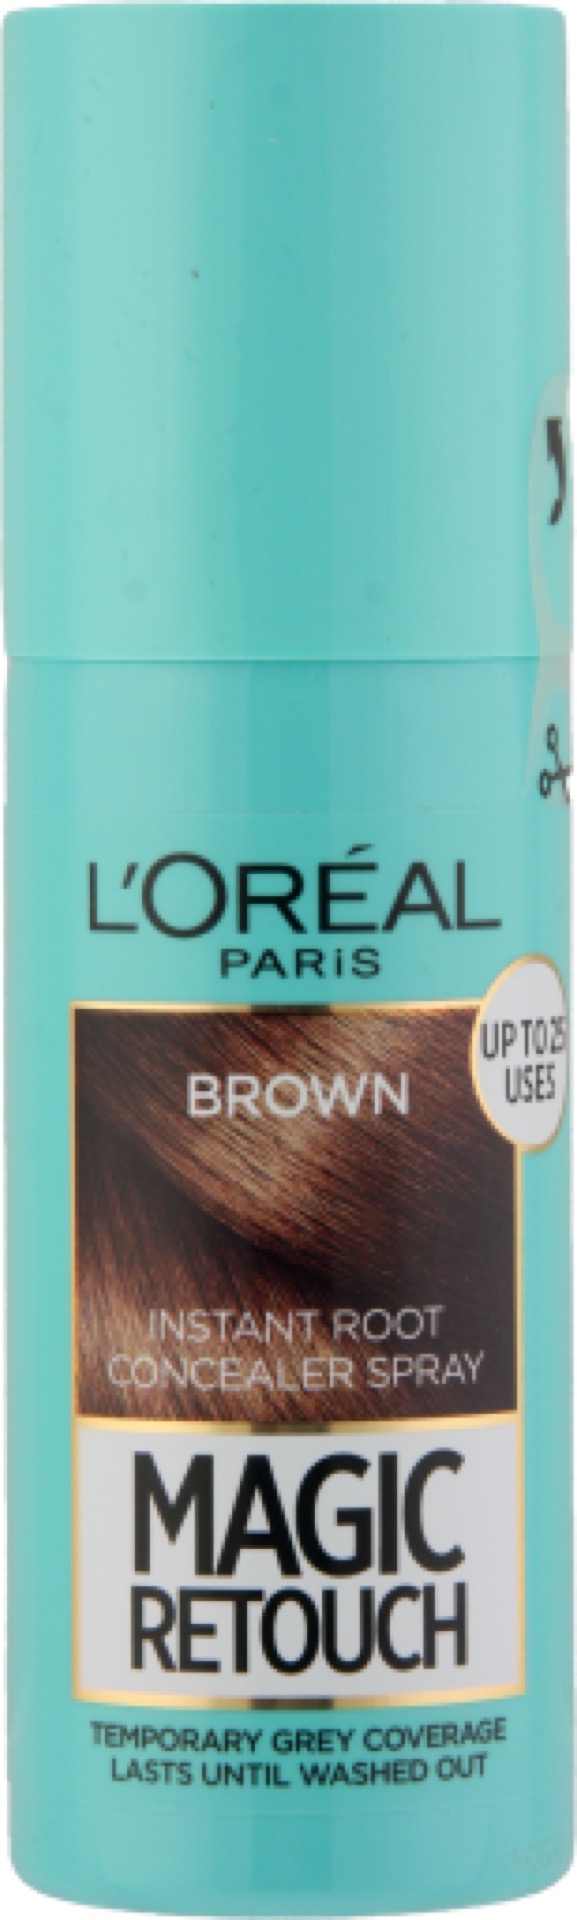 L'ORÉAL
PARiS
BROWN
UP TO 25
USES
INSTANT ROOT
CONCEALER SPRAY
MAGIC
RETOUCH
TEMPORARY GREY COVERAGE
LASTS UNTIL WASHED OUT